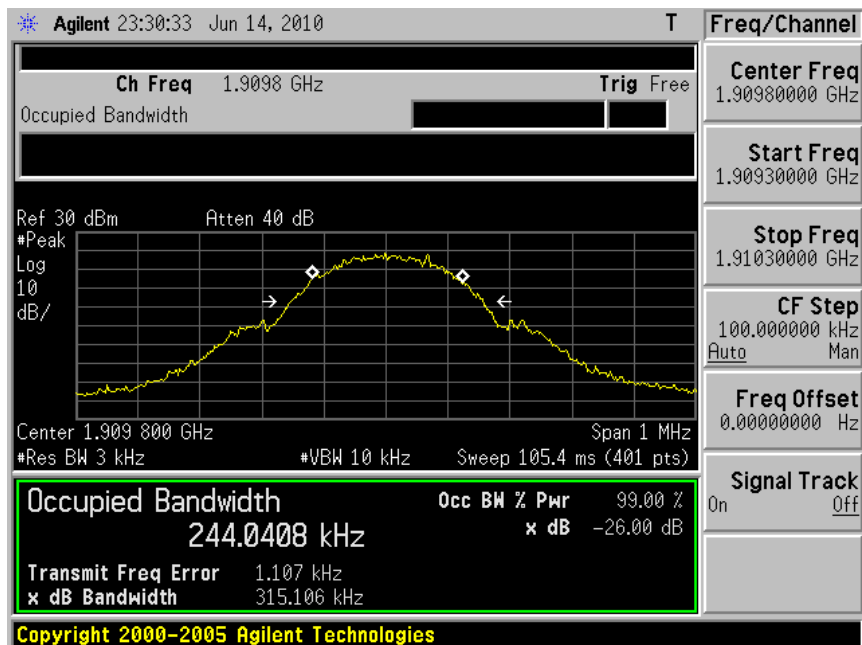 Agilent 23:30:33 Jun 14, 2010 T
Freq/Channel
Ch Freq 1.9098 GHz Trig Free
Occupied Bandwidth
Center Freq
1.90980000 GHz
Start Freq
1.90930000 GHz
Stop Freq
1.91030000 GHz
CF Step
100.000000 kHz
Auto Man
Freq Offset
0.00000000 Hz
Signal Track
On Off
Ref 30 dBm Atten 40 dB
#Peak
Log
10
dB/
Center 1.909 800 GHz Span 1 MHz
#Res BW 3 kHz #VBW 10 kHz Sweep 105.4 ms (401 pts)
Occupied Bandwidth
244.0408 kHz
Occ BW % Pwr 99.00 %
x dB -26.00 dB
Transmit Freq Error 1.107 kHz
x dB Bandwidth 315.106 kHz
Copyright 2000-2005 Agilent Technologies